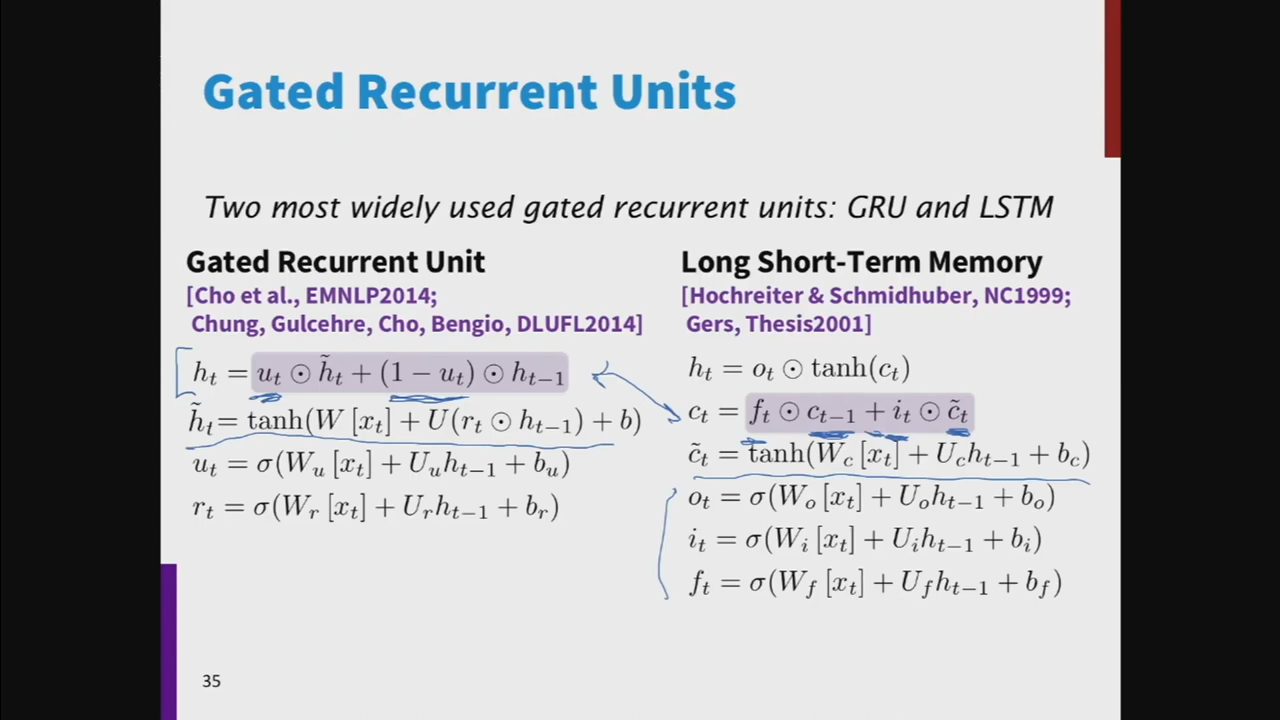 Gated Recurrent Units
Two most widely used gated recurrent units: GRU and LSTM
Gated Recurrent Unit
[Cho et al., EMNLP2014;
Chung, Gulcehre, Cho, Bengio, DLUFL2014]
h_t = u_t ⊙ h̃_t + (1 − u_t) ⊙ h_{t−1}
h̃_t = tanh(W [x_t] + U(r_t ⊙ h_{t−1}) + b)
u_t = σ(W_u [x_t] + U_u h_{t−1} + b_u)
r_t = σ(W_r [x_t] + U_r h_{t−1} + b_r)
Long Short-Term Memory
[Hochreiter & Schmidhuber, NC1999;
Gers, Thesis2001]
h_t = o_t ⊙ tanh(c_t)
c_t = f_t ⊙ c_{t−1} + i_t ⊙ c̃_t
c̃_t = tanh(W_c [x_t] + U_c h_{t−1} + b_c)
o_t = σ(W_o [x_t] + U_o h_{t−1} + b_o)
i_t = σ(W_i [x_t] + U_i h_{t−1} + b_i)
f_t = σ(W_f [x_t] + U_f h_{t−1} + b_f)
35